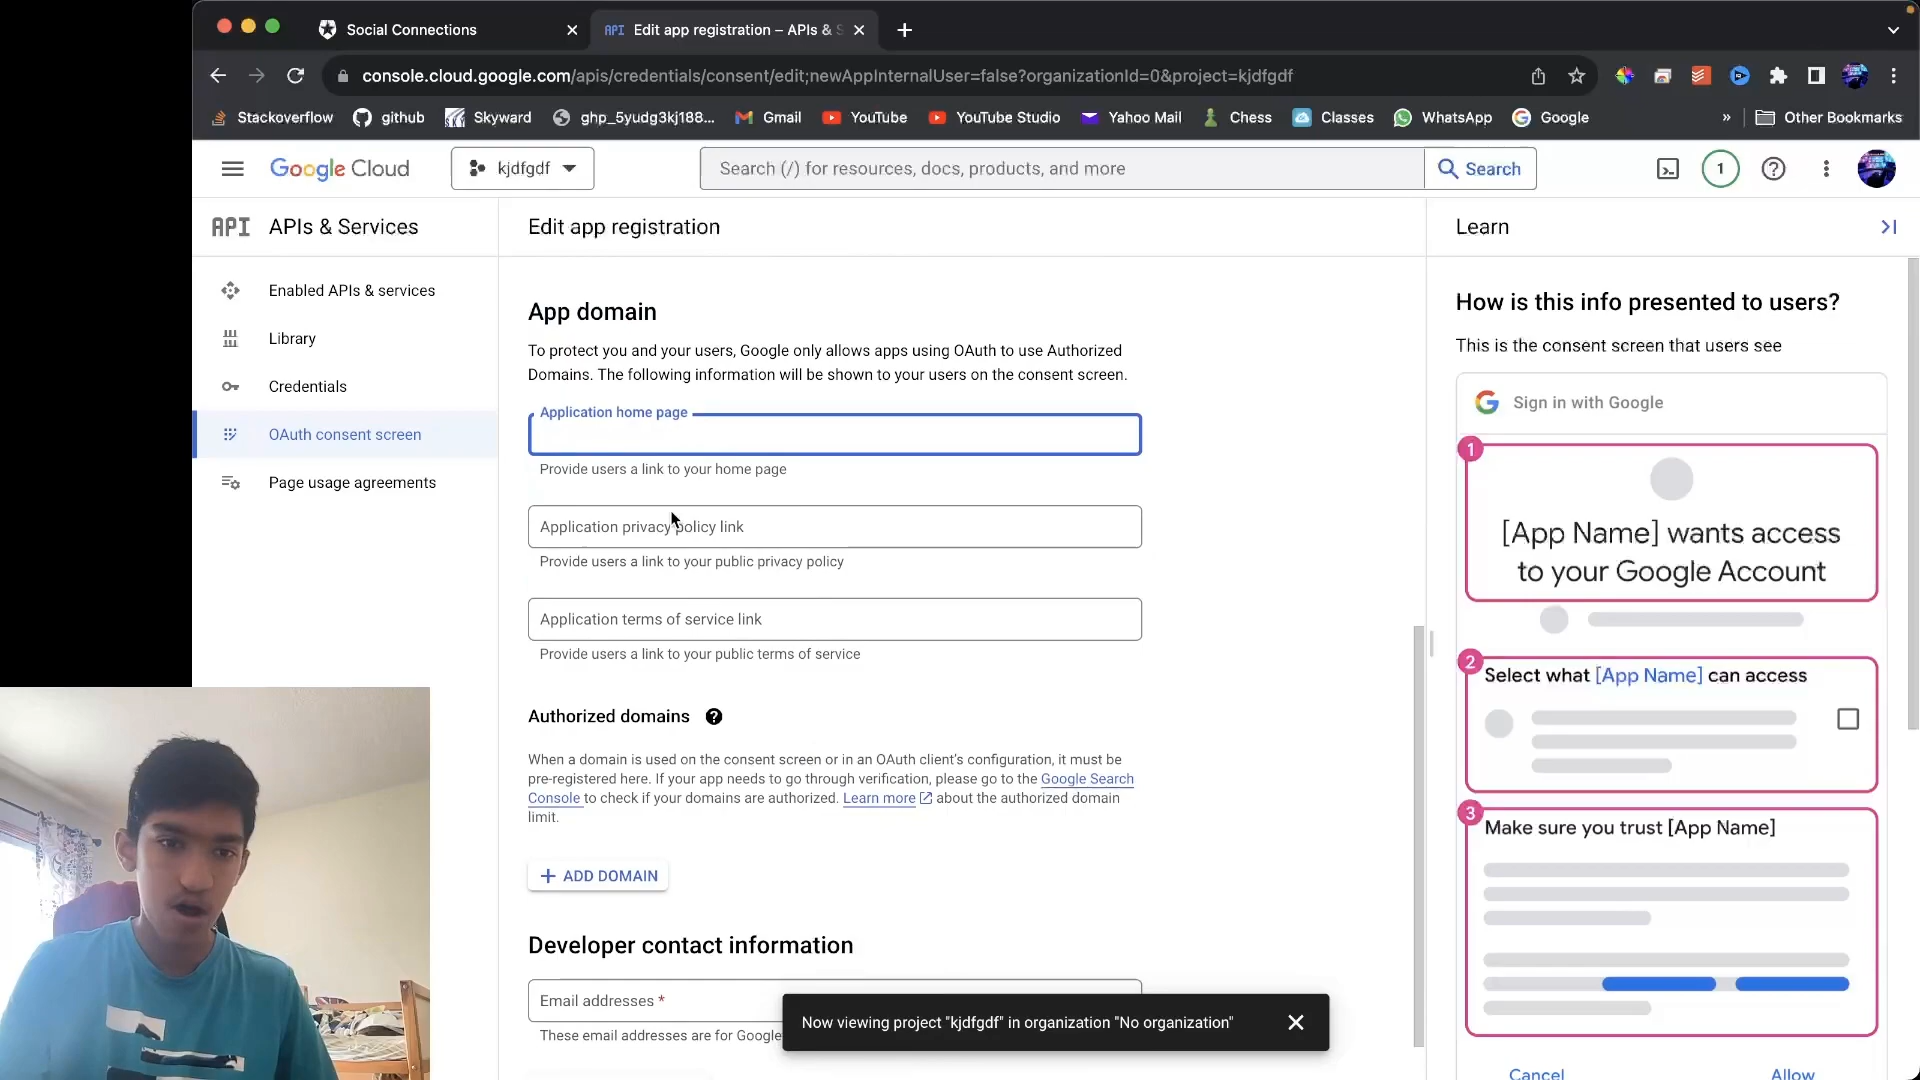 Social Connections
API Edit app registration – APIs & S
console.cloud.google.com/apis/credentials/consent/edit;newAppInternalUser=false?organizationId=0&project=kjdfgdf
Stackoverflow github Skyward ghp_5yudg3kj188... Gmail YouTube YouTube Studio Yahoo Mail Chess Classes WhatsApp Google » Other Bookmarks
Google Cloud kjdfgdf Search (/) for resources, docs, products, and more Search 1
API APIs & Services
Enabled APIs & services
Library
Credentials
OAuth consent screen
Page usage agreements
Edit app registration
App domain
To protect you and your users, Google only allows apps using OAuth to use Authorized
Domains. The following information will be shown to your users on the consent screen.
Application home page
Provide users a link to your home page
Application privacy policy link
Provide users a link to your public privacy policy
Application terms of service link
Provide users a link to your public terms of service
Authorized domains
When a domain is used on the consent screen or in an OAuth client's configuration, it must be
pre-registered here. If your app needs to go through verification, please go to the Google Search
Console to check if your domains are authorized. Learn more about the authorized domain
limit.
+ ADD DOMAIN
Developer contact information
Email addresses *
These email addresses are for Google
Now viewing project "kjdfgdf" in organization "No organization"
Learn
How is this info presented to users?
This is the consent screen that users see
Sign in with Google
1
[App Name] wants access
to your Google Account
2
Select what [App Name] can access
3
Make sure you trust [App Name]
Cancel Allow